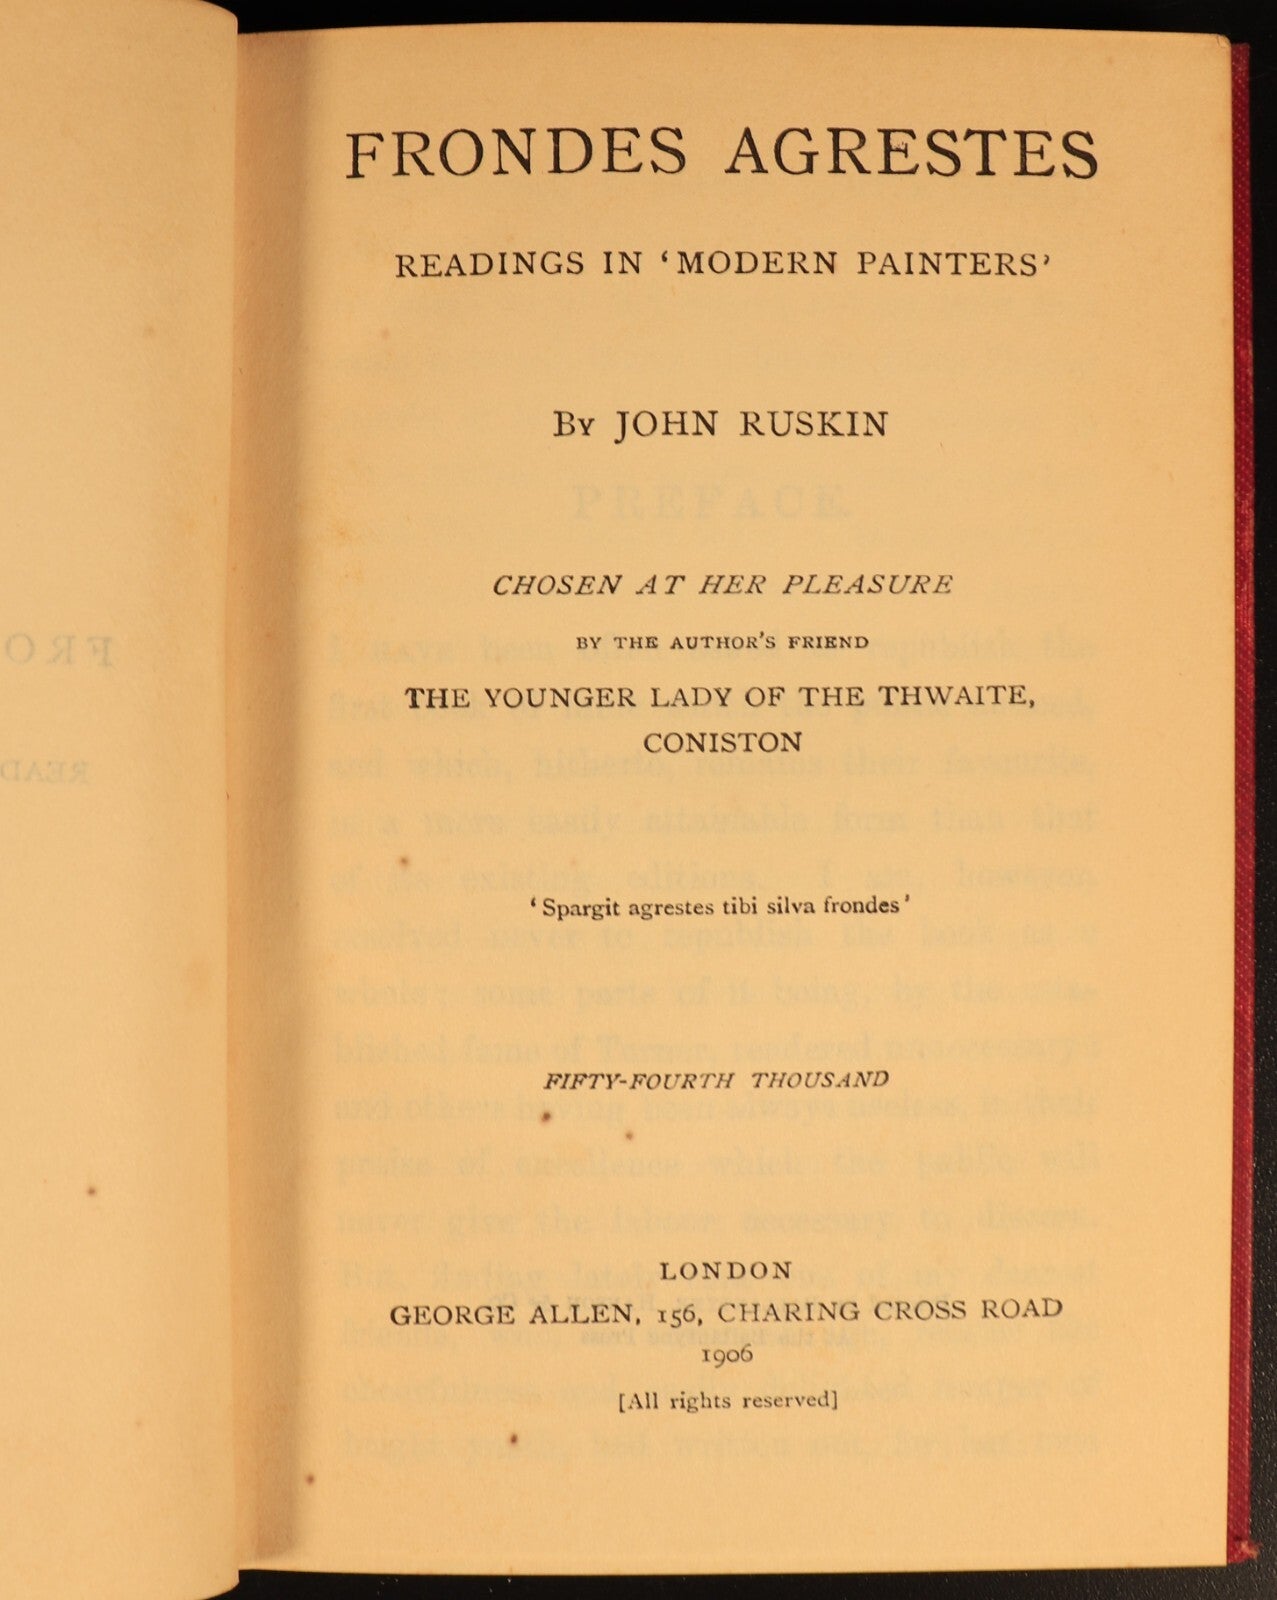 FRONDES AGRESTES
READINGS IN ‘MODERN PAINTERS’
By JOHN RUSKIN
CHOSEN AT HER PLEASURE
BY THE AUTHOR’S FRIEND
THE YOUNGER LADY OF THE THWAITE,
CONISTON
‘Spargit agrestes tibi silva frondes’
FIFTY-FOURTH THOUSAND
LONDON
GEORGE ALLEN, 156, CHARING CROSS ROAD
1906
[All rights reserved]